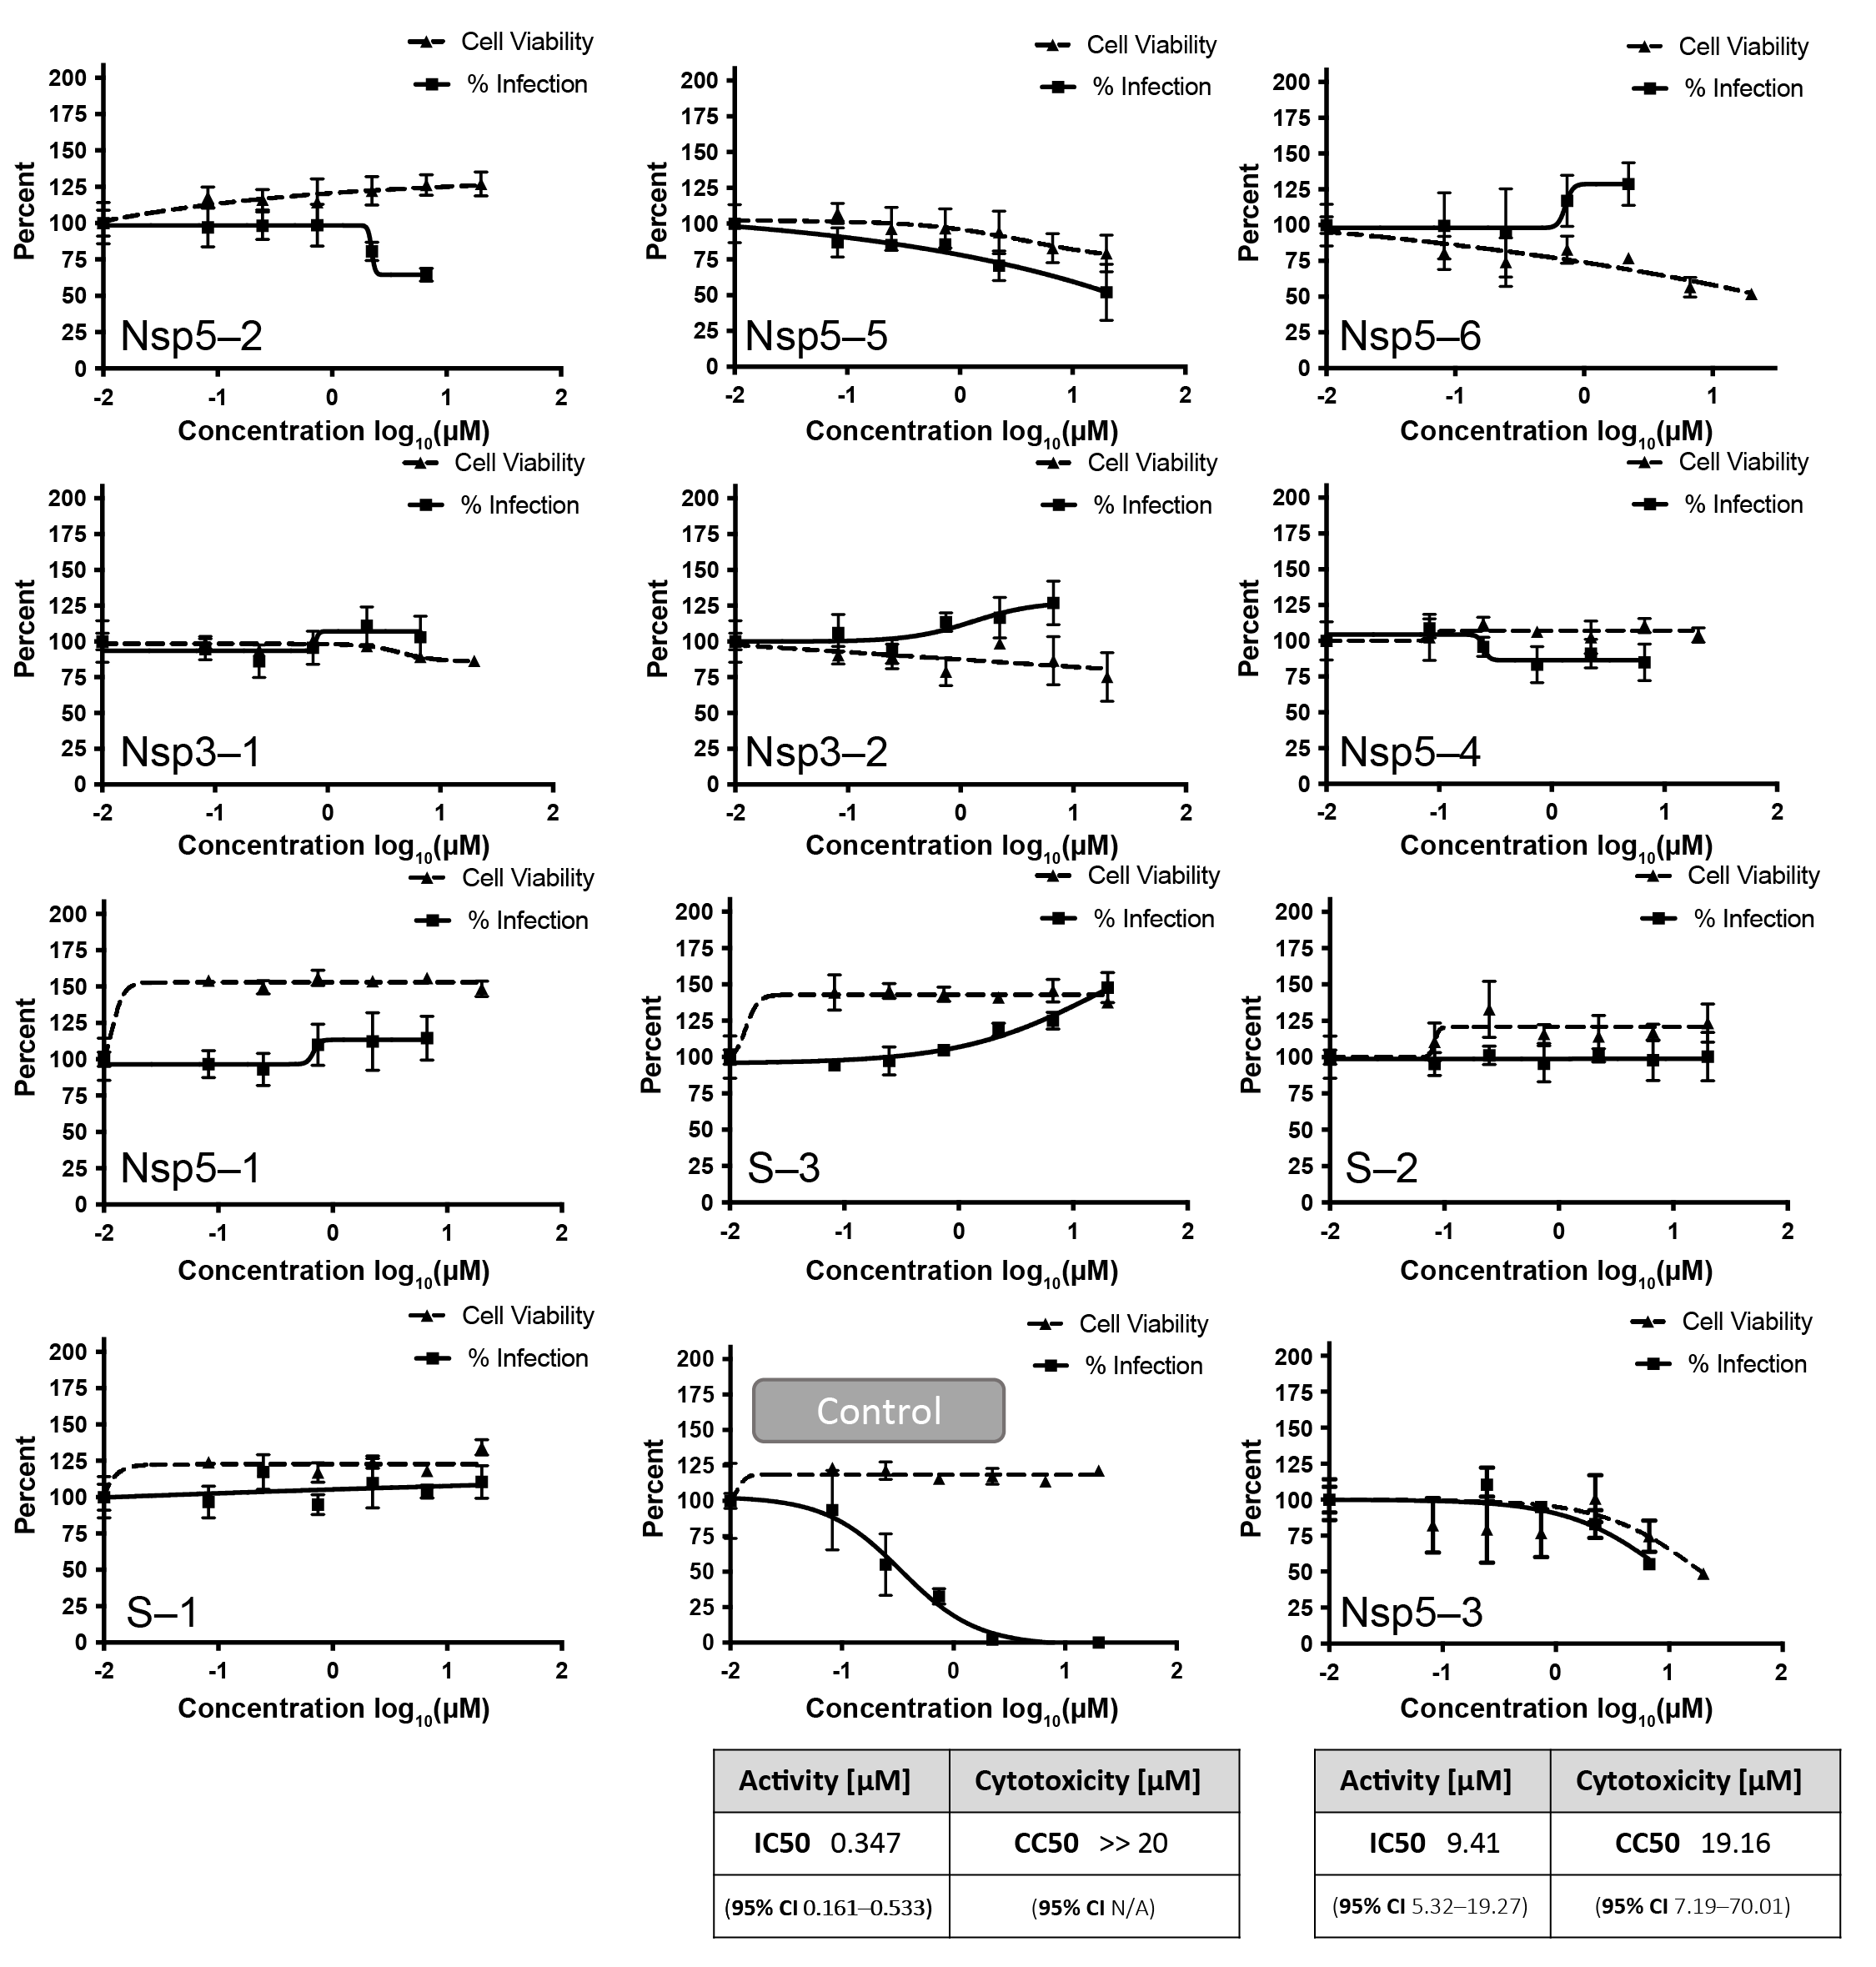 Cell Viability
% Infection
200
175
150
125
100
75
50
25
0
Percent
Nsp5–2
-2 -1 0 1 2
Concentration log10(µM)
Cell Viability
% Infection
200
175
150
125
100
75
50
25
0
Percent
Nsp5–5
-2 -1 0 1 2
Concentration log10(µM)
Cell Viability
% Infection
200
175
150
125
100
75
50
25
0
Percent
Nsp5–6
-2 -1 0 1
Concentration log10(µM)
Cell Viability
% Infection
200
175
150
125
100
75
50
25
0
Percent
Nsp3–1
-2 -1 0 1 2
Concentration log10(µM)
Cell Viability
% Infection
200
175
150
125
100
75
50
25
0
Percent
Nsp3–2
-2 -1 0 1 2
Concentration log10(µM)
Cell Viability
% Infection
200
175
150
125
100
75
50
25
0
Percent
Nsp5–4
-2 -1 0 1 2
Concentration log10(µM)
Cell Viability
% Infection
200
175
150
125
100
75
50
25
0
Percent
Nsp5–1
-2 -1 0 1 2
Concentration log10(µM)
Cell Viability
% Infection
200
175
150
125
100
75
50
25
0
Percent
S–3
-2 -1 0 1 2
Concentration log10(µM)
Cell Viability
% Infection
200
175
150
125
100
75
50
25
0
Percent
S–2
-2 -1 0 1 2
Concentration log10(µM)
Cell Viability
% Infection
200
175
150
125
100
75
50
25
0
Percent
S–1
-2 -1 0 1 2
Concentration log10(µM)
Cell Viability
% Infection
200
175
150
125
100
75
50
25
0
Percent
Control
-2 -1 0 1 2
Concentration log10(µM)
Cell Viability
% Infection
200
175
150
125
100
75
50
25
0
Percent
Nsp5–3
-2 -1 0 1 2
Concentration log10(µM)
Activity [µM] Cytotoxicity [µM]
IC50 0.347 CC50 >> 20
(95% CI 0.161–0.533) (95% CI N/A)
Activity [µM] Cytotoxicity [µM]
IC50 9.41 CC50 19.16
(95% CI 5.32–19.27) (95% CI 7.19–70.01)